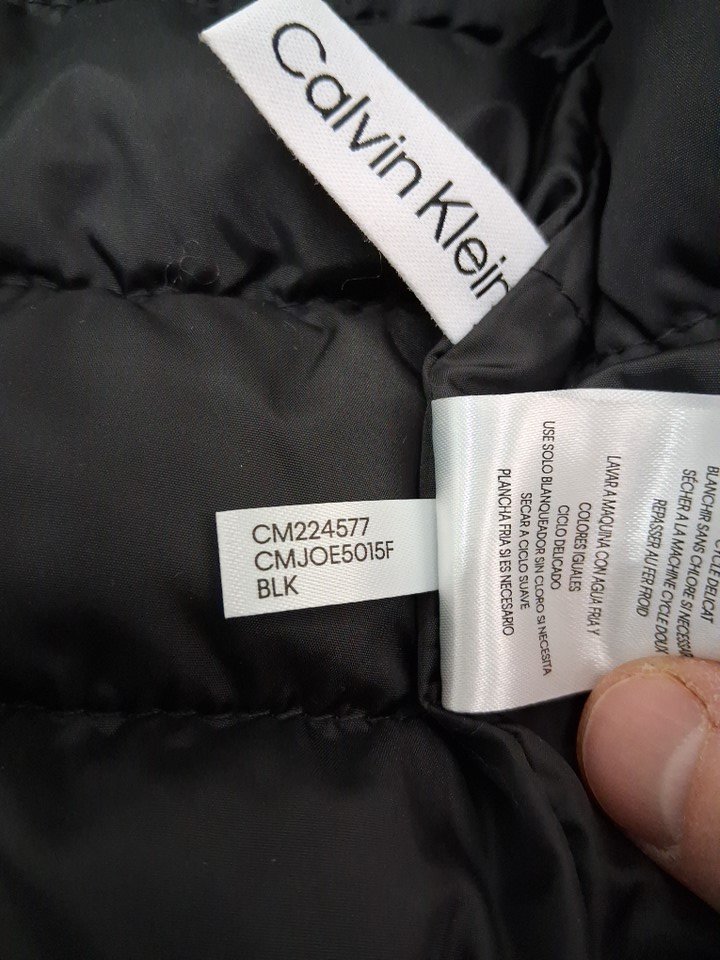 Calvin Klein
CM224577
CMJOE5015F
BLK
LAVAR A MAQUINA CON AGUA FRIA Y
COLORES IGUALES
CICLO DELICADO
USE SOLO BLANQUEADOR SIN CLORO SI NECESITA
SECAR A CICLO SUAVE
PLANCHA FRIA SI ES NECESARIO
CYCLE DELICAT
BLANCHIR SANS CHLORE SI NECESSA
SÉCHER A LA MACHINE CYCLE DOUX
REPASSER AU FER FROID